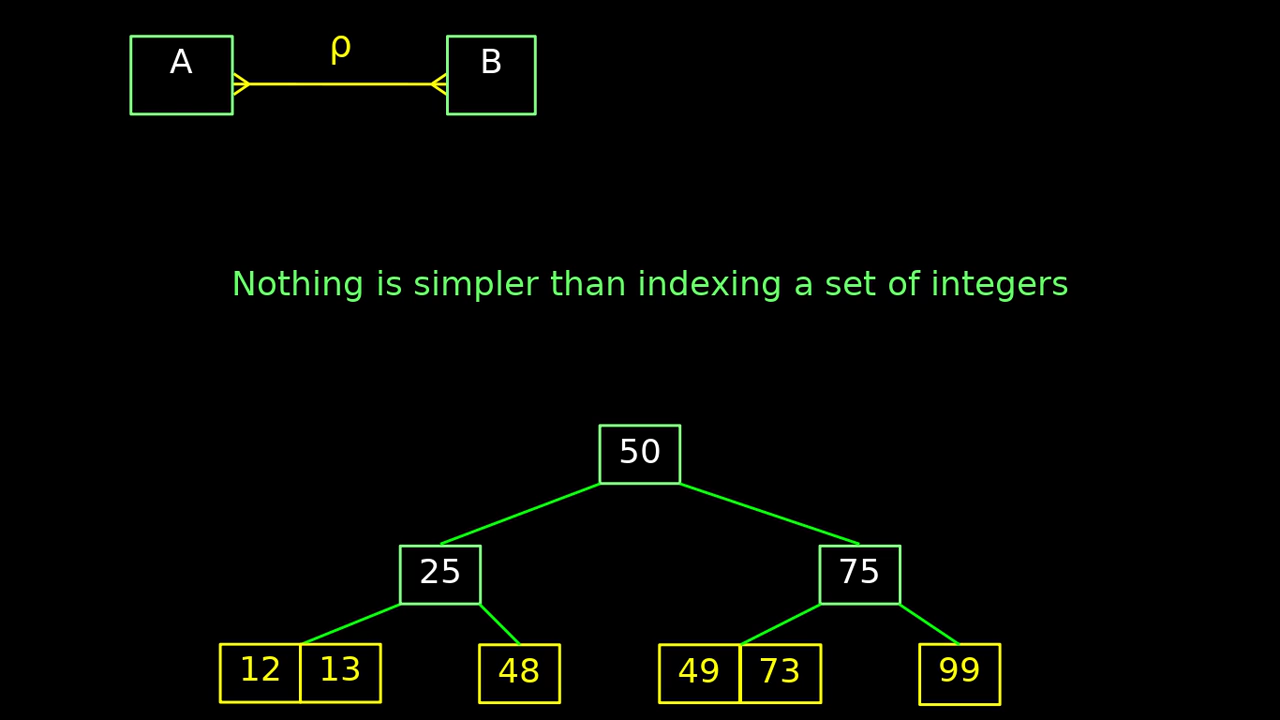 ρ
A B
Nothing is simpler than indexing a set of integers
50
25 75
12 13 48 49 73 99